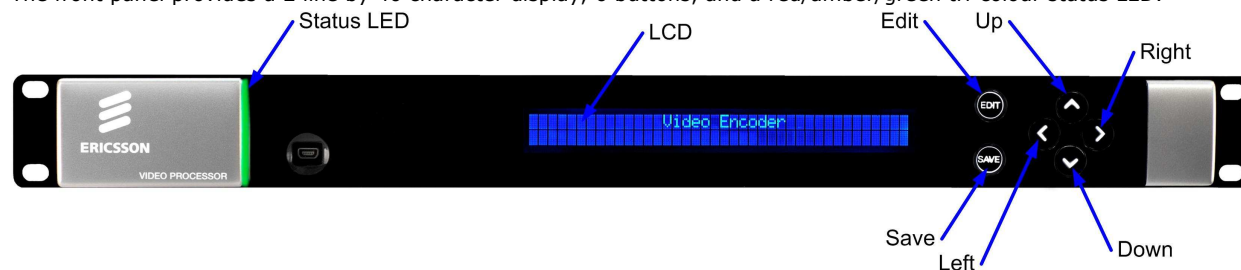 The front panel provides a 2 line by 40 character display, 6 buttons, and a red/amber/green tri-colour status LED.
Status LED
LCD
Edit
Up
Right
EDIT
Video Encoder
ERICSSON
SAVE
VIDEO PROCESSOR
Save
Left
Down